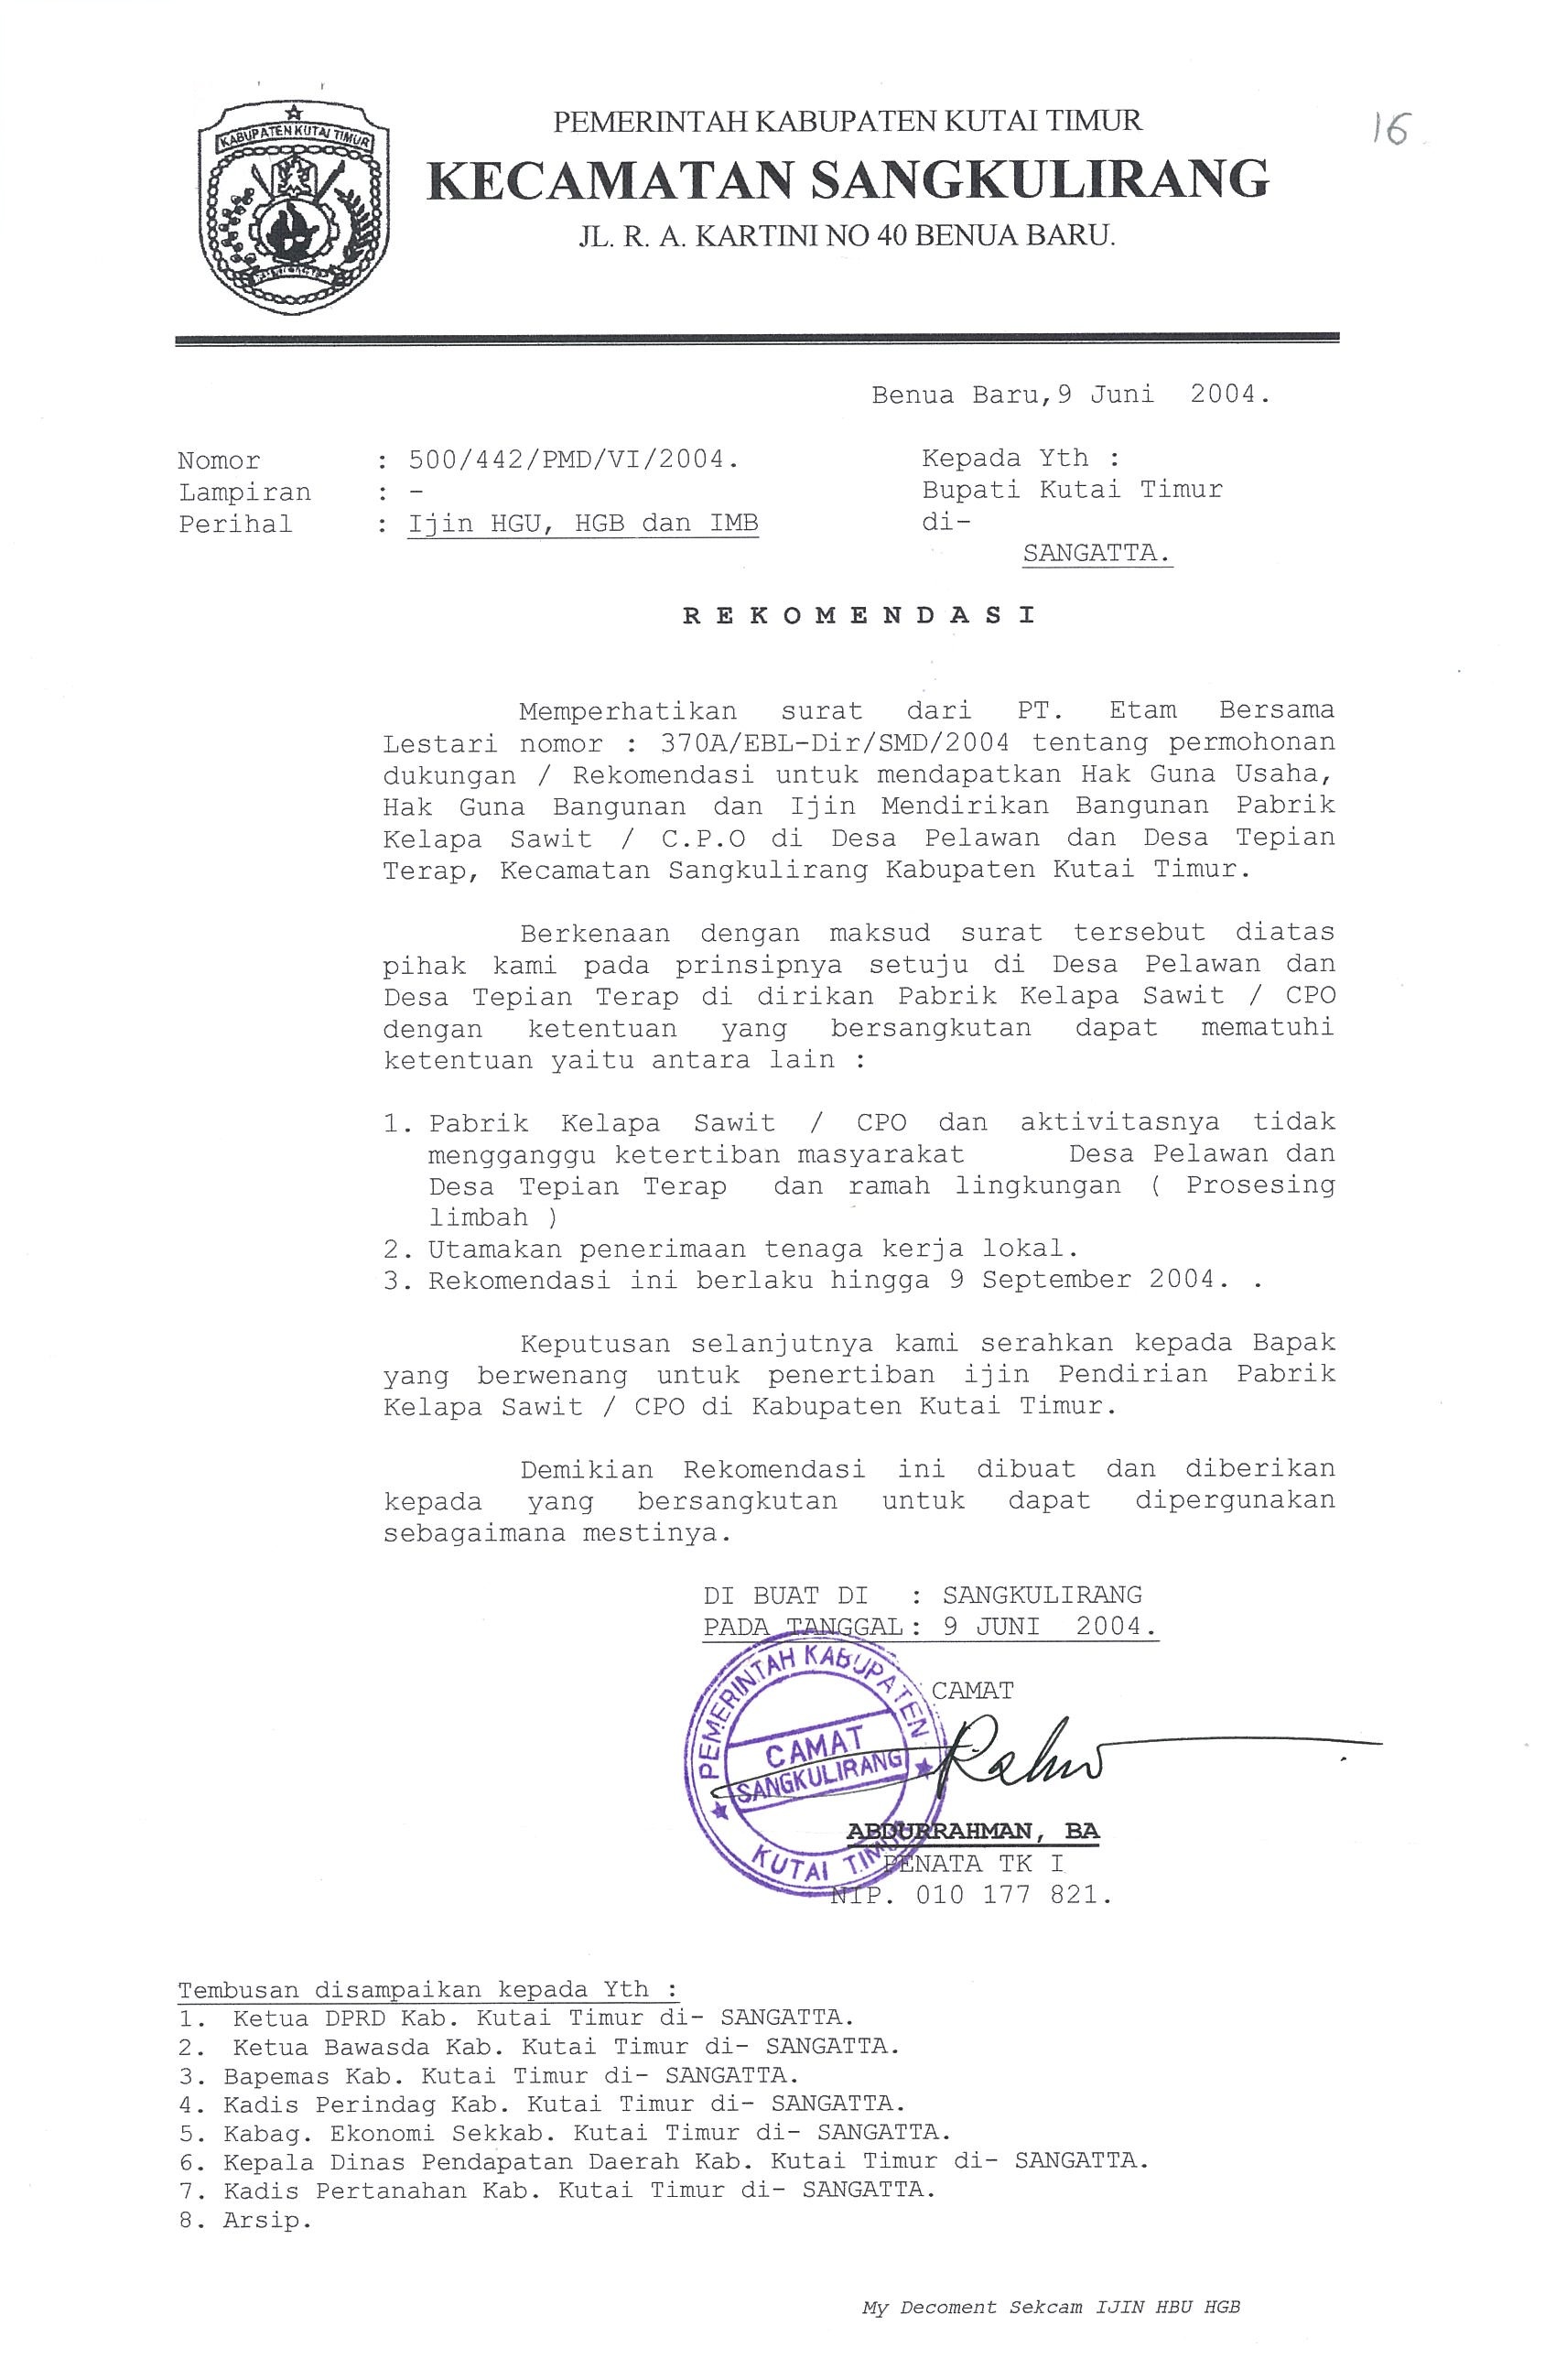 KABUPATEN KUTAI TIMUR
PEMERINTAH KABUPATEN KUTAI TIMUR
16
KECAMATAN SANGKULIRANG
JL. R. A. KARTINI NO 40 BENUA BARU.
Benua Baru,9 Juni 2004.
Nomor : 500/442/PMD/VI/2004.
Kepada Yth :
Lampiran : -
Bupati Kutai Timur
Perihal : Ijin HGU, HGB dan IMB
di-
SANGATTA.
R E K O M E N D A S I
Memperhatikan surat dari PT. Etam Bersama
Lestari nomor : 370A/EBL-Dir/SMD/2004 tentang permohonan
dukungan / Rekomendasi untuk mendapatkan Hak Guna Usaha,
Hak Guna Bangunan dan Ijin Mendirikan Bangunan Pabrik
Kelapa Sawit / C.P.O di Desa Pelawan dan Desa Tepian
Terap, Kecamatan Sangkulirang Kabupaten Kutai Timur.
Berkenaan dengan maksud surat tersebut diatas
pihak kami pada prinsipnya setuju di Desa Pelawan dan
Desa Tepian Terap di dirikan Pabrik Kelapa Sawit / CPO
dengan ketentuan yang bersangkutan dapat mematuhi
ketentuan yaitu antara lain :
1. Pabrik Kelapa Sawit / CPO dan aktivitasnya tidak
mengganggu ketertiban masyarakat Desa Pelawan dan
Desa Tepian Terap dan ramah lingkungan ( Prosesing
limbah )
2. Utamakan penerimaan tenaga kerja lokal.
3. Rekomendasi ini berlaku hingga 9 September 2004. .
Keputusan selanjutnya kami serahkan kepada Bapak
yang berwenang untuk penertiban ijin Pendirian Pabrik
Kelapa Sawit / CPO di Kabupaten Kutai Timur.
Demikian Rekomendasi ini dibuat dan diberikan
kepada yang bersangkutan untuk dapat dipergunakan
sebagaimana mestinya.
DI BUAT DI : SANGKULIRANG
PADA TANGGAL: 9 JUNI 2004.
CAMAT
PEMERINTAH KABUPATEN
CAMAT
SANGKULIRANG
KUTAI TIMUR
ABDURRAHMAN, BA
PENATA TK I
NIP. 010 177 821.
Tembusan disampaikan kepada Yth :
1. Ketua DPRD Kab. Kutai Timur di- SANGATTA.
2. Ketua Bawasda Kab. Kutai Timur di- SANGATTA.
3. Bapemas Kab. Kutai Timur di- SANGATTA.
4. Kadis Perindag Kab. Kutai Timur di- SANGATTA.
5. Kabag. Ekonomi Sekkab. Kutai Timur di- SANGATTA.
6. Kepala Dinas Pendapatan Daerah Kab. Kutai Timur di- SANGATTA.
7. Kadis Pertanahan Kab. Kutai Timur di- SANGATTA.
8. Arsip.
My Decoment Sekcam IJIN HBU HGB